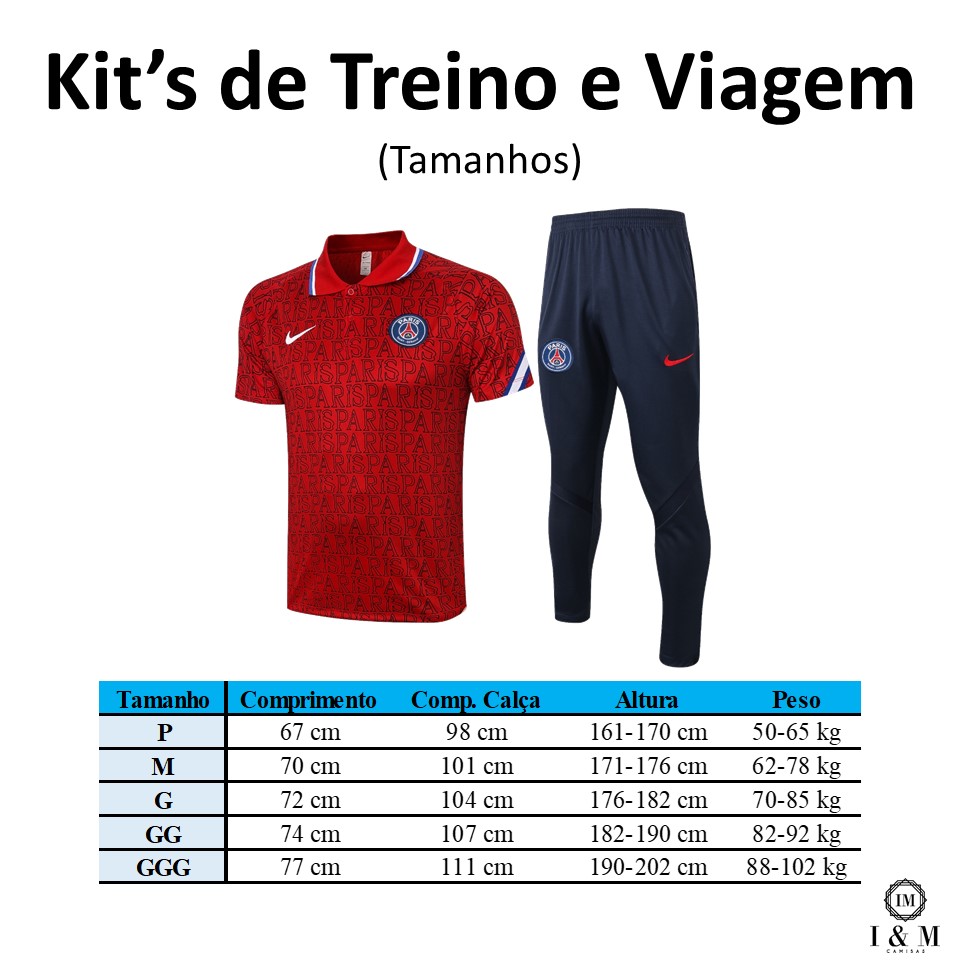 Kit’s de Treino e Viagem
(Tamanhos)
PARIS
PARIS
Tamanho Comprimento Comp. Calça Altura Peso
P 67 cm 98 cm 161-170 cm 50-65 kg
M 70 cm 101 cm 171-176 cm 62-78 kg
G 72 cm 104 cm 176-182 cm 70-85 kg
GG 74 cm 107 cm 182-190 cm 82-92 kg
GGG 77 cm 111 cm 190-202 cm 88-102 kg
IM
I & M
CAMISAS